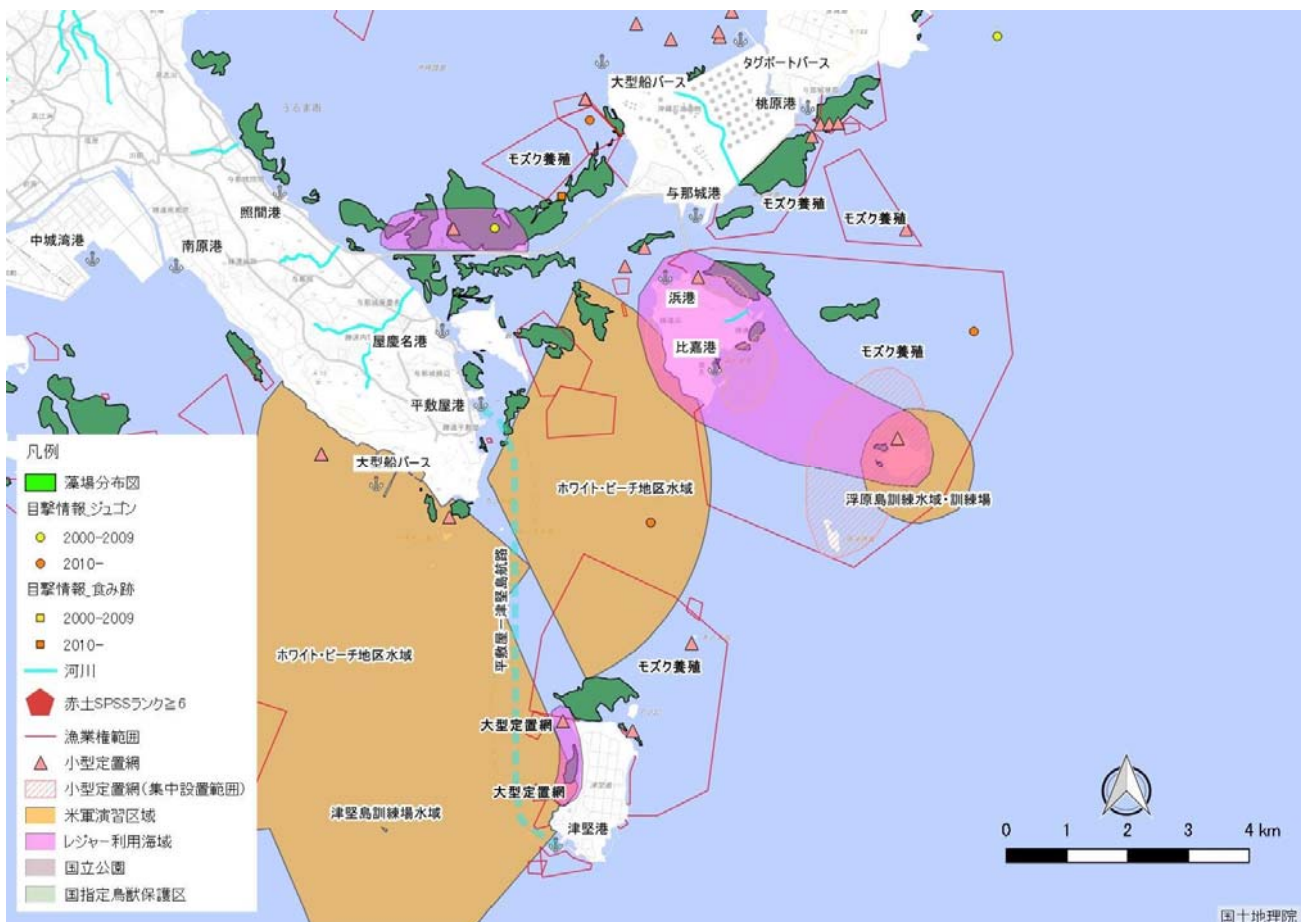 タグボートバース
大型船バース
桃原港
うるま市
モズク養殖
与那城港
モズク養殖
モズク養殖
照間港
中城湾港
南原港
浜港
屋慶名港
比嘉港
モズク養殖
平敷屋港
大型船バース
ホワイト・ビーチ地区水域
浮原島訓練水域・訓練場
平敷屋－津堅島航路
ホワイト・ビーチ地区水域
モズク養殖
大型定置網
大型定置網
津堅島訓練場水域
津堅港
凡例
藻場分布図
目撃情報_ジュゴン
2000-2009
2010-
目撃情報_食み跡
2000-2009
2010-
河川
赤土SPSSランク≧6
漁業権範囲
小型定置網
小型定置網(集中設置範囲)
米軍演習区域
レジャー利用海域
国立公園
国指定鳥獣保護区
0 1 2 3 4 km
国土地理院